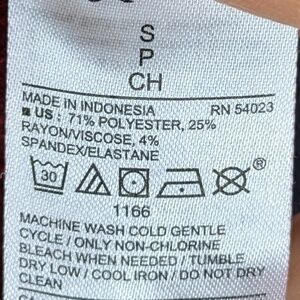 S
P
CH
MADE IN INDONESIA RN 54023
US : 71% POLYESTER, 25%
RAYON/VISCOSE, 4%
SPANDEX/ELASTANE
30 ®
1166
MACHINE WASH COLD GENTLE
CYCLE / ONLY NON-CHLORINE
BLEACH WHEN NEEDED / TUMBLE
DRY LOW / COOL IRON / DO NOT DRY
CLEAN